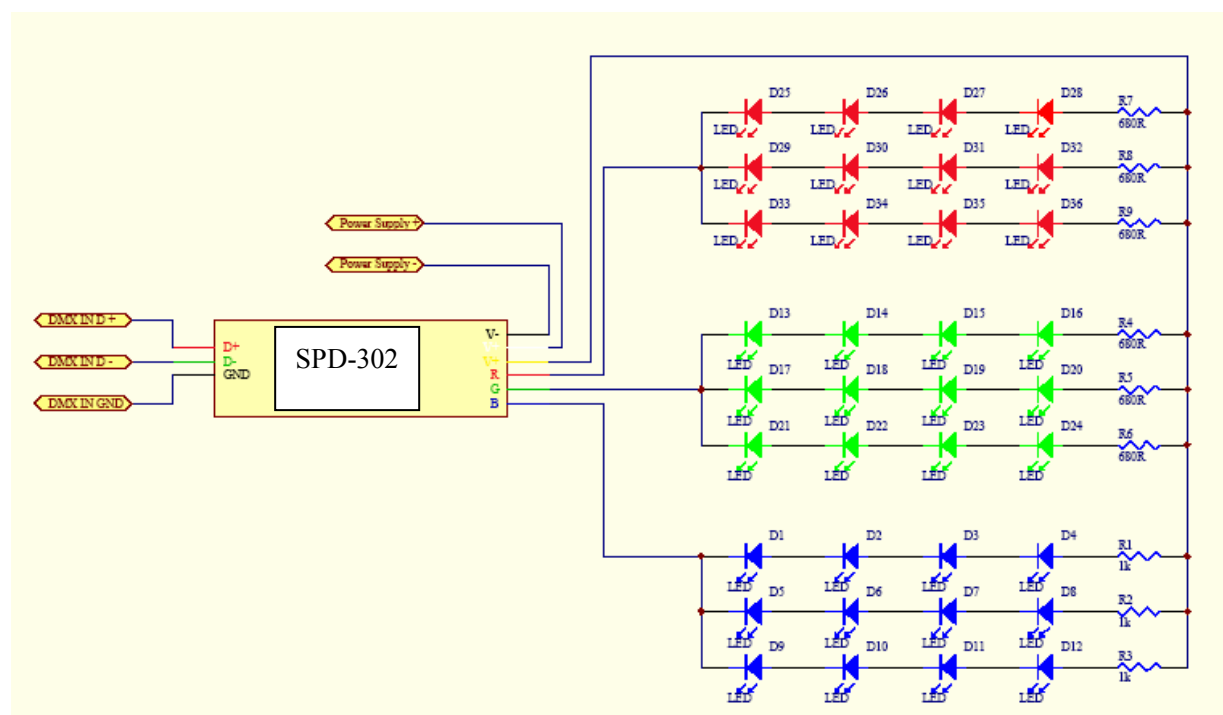 D25 D26 D27 D28 R7
LED LED LED LED 680R
D29 D30 D31 D32 R8
LED LED LED LED 680R
D33 D34 D35 D36 R9
LED LED LED LED 680R
Power Supply +
Power Supply -
DMX IN D +
DMX IN D -
DMX IN GND
D+
D-
GND
SPD-302
V-
V+
R
G
B
D13 D14 D15 D16 R4
LED LED LED LED 680R
D17 D18 D19 D20 R5
LED LED LED LED 680R
D21 D22 D23 D24 R6
LED LED LED LED 680R
D1 D2 D3 D4 R1
LED LED LED LED 1k
D5 D6 D7 D8 R2
LED LED LED LED 1k
D9 D10 D11 D12 R3
LED LED LED LED 1k